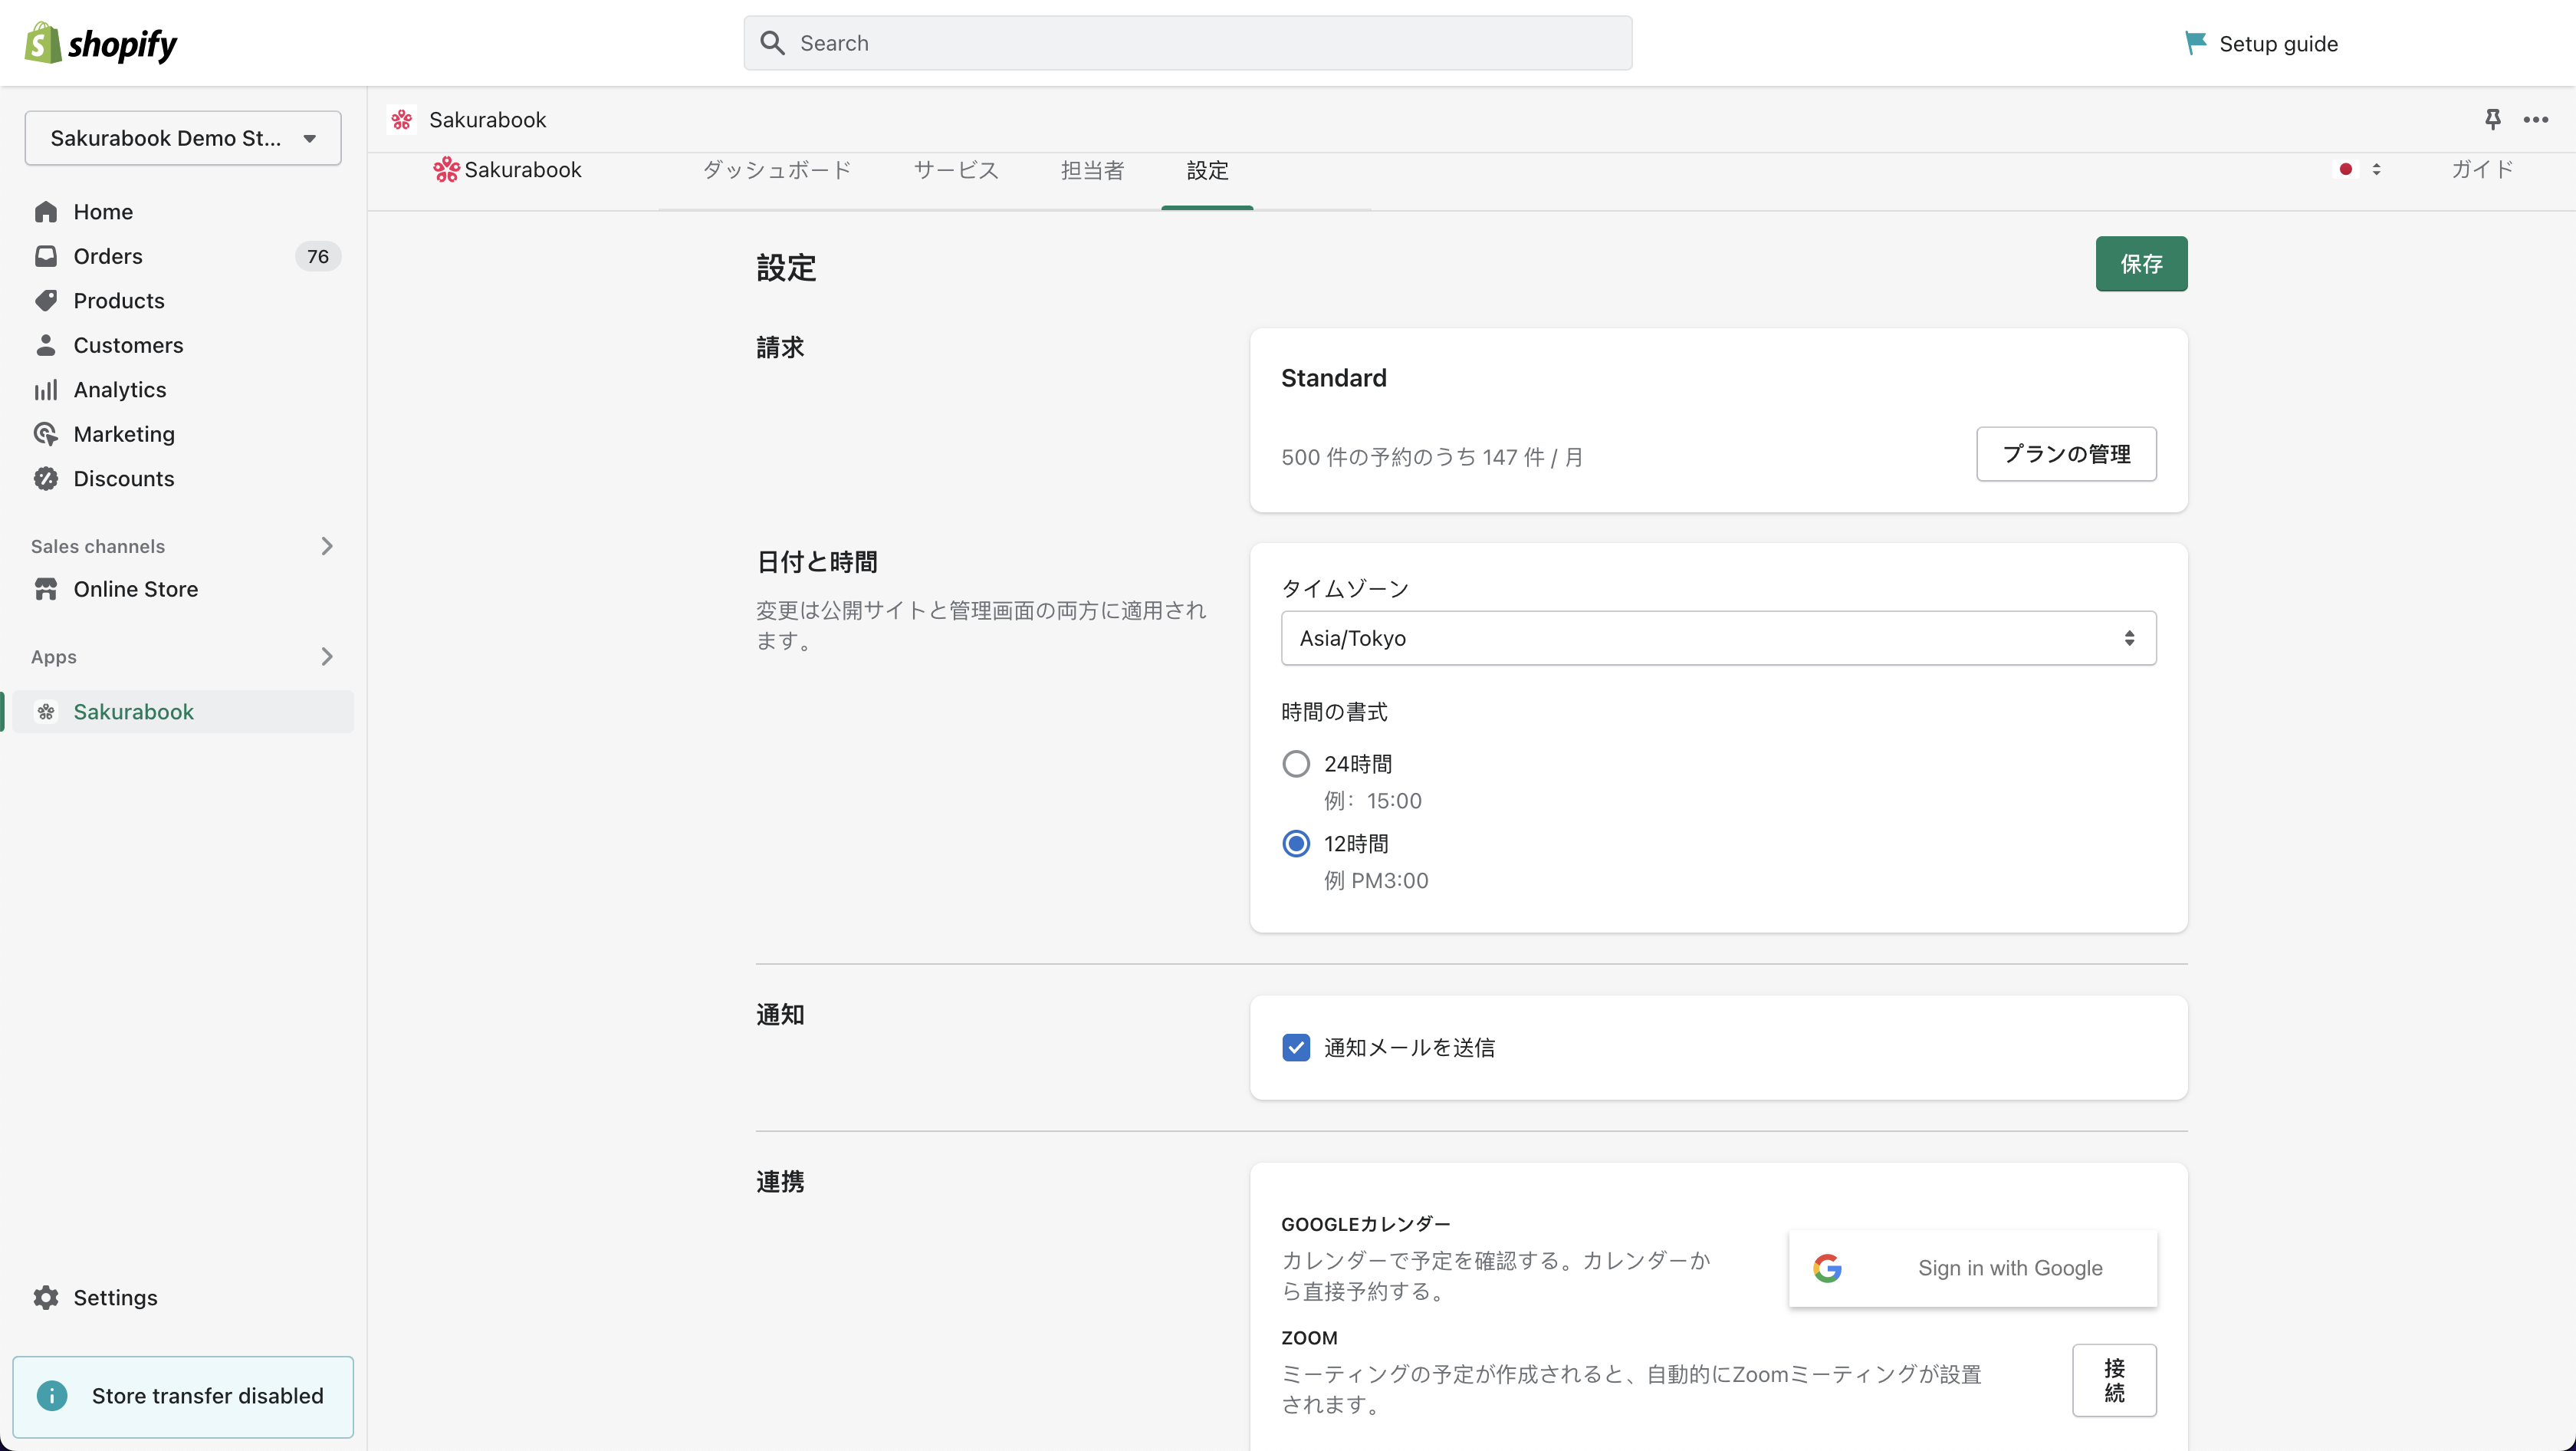 shopify
Search
Setup guide
Sakurabook Demo St...
Home
Orders
76
Products
Customers
Analytics
Marketing
Discounts
Sales channels
Online Store
Apps
Sakurabook
Settings
Store transfer disabled
Sakurabook
Sakurabook
ダッシュボード
サービス
担当者
設定
ガイド
設定
保存
請求
Standard
500 件の予約のうち 147 件 / 月
プランの管理
日付と時間
変更は公開サイトと管理画面の両方に適用され
ます。
タイムゾーン
Asia/Tokyo
時間の書式
24時間
例：15:00
12時間
例 PM3:00
通知
通知メールを送信
連携
GOOGLEカレンダー
カレンダーで予定を確認する。カレンダーか
ら直接予約する。
Sign in with Google
ZOOM
ミーティングの予定が作成されると、自動的にZoomミーティングが設置
されます。
接
続